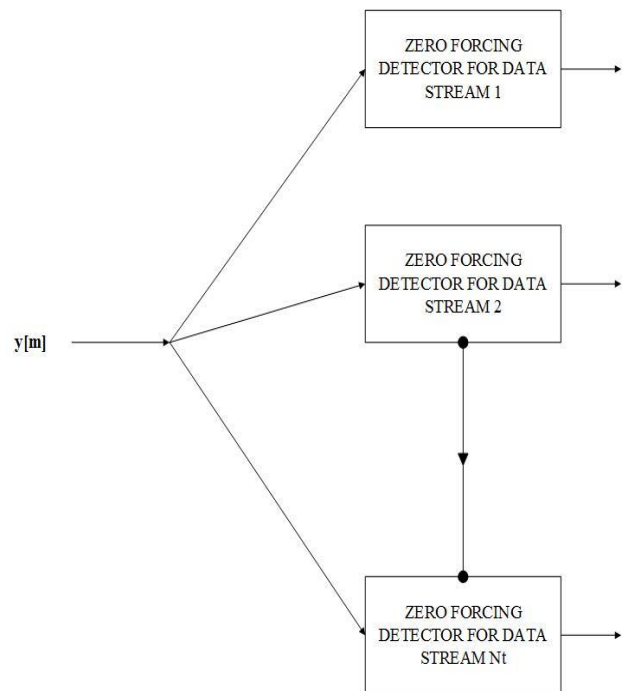 ZERO FORCING
DETECTOR FOR DATA
STREAM 1
ZERO FORCING
DETECTOR FOR DATA
STREAM 2
y[m]
ZERO FORCING
DETECTOR FOR DATA
STREAM Nt